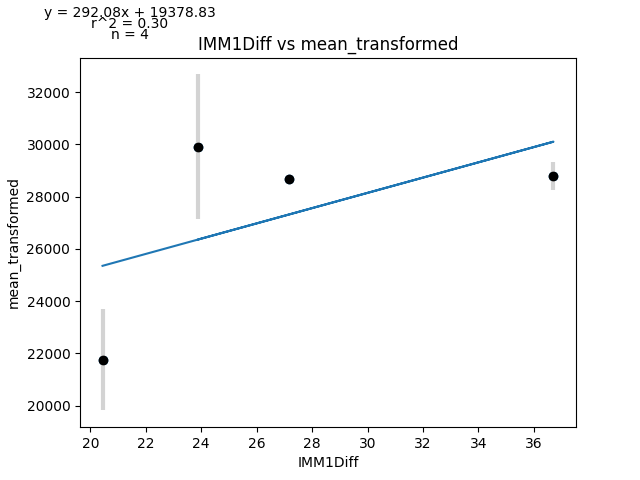 y = 292.08x + 19378.83
r^2 = 0.30
n = 4
IMM1Diff vs mean_transformed
32000
30000
28000
26000
24000
22000
20000
mean_transformed
20 22 24 26 28 30 32 34 36
IMM1Diff